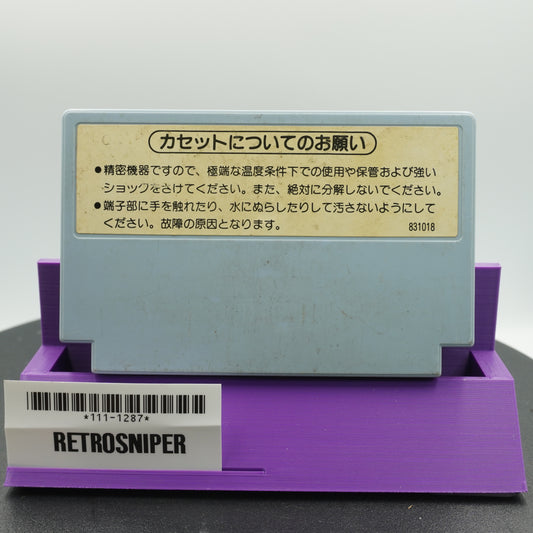 カセットについてのお願い
●精密機器ですので、極端な温度条件下での使用や保管および強い
ショックをさけてください。また、絶対に分解しないでください。
●端子部に手を触れたり、水にぬらしたりして汚さないようにして
ください。故障の原因となります。
831018
*111-1287*
RETROSNIPER